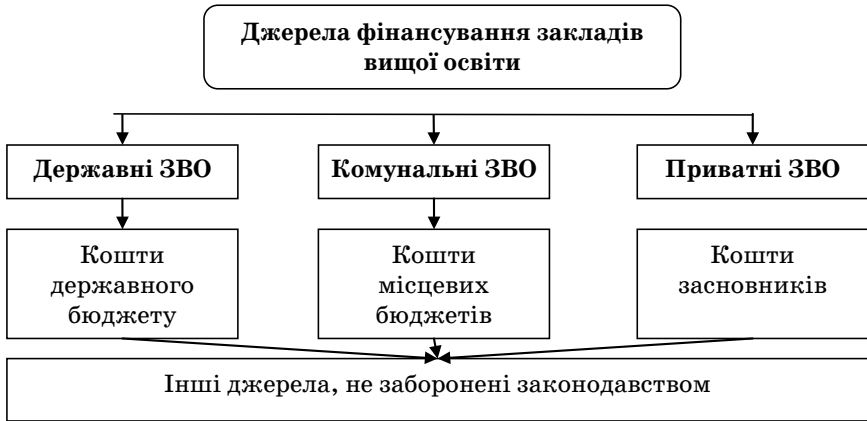 Джерела фінансування закладів
вищої освіти
Державні ЗВО
Комунальні ЗВО
Приватні ЗВО
Кошти
державного
бюджету
Кошти
місцевих
бюджетів
Кошти
засновників
Інші джерела, не заборонені законодавством